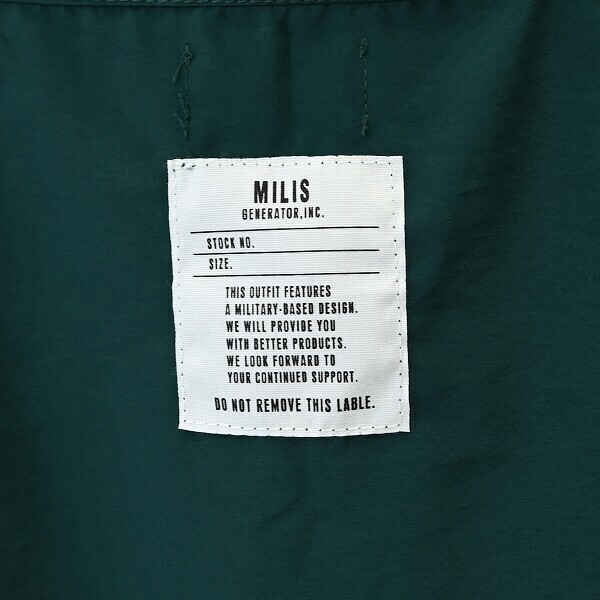 MILIS
GENERATOR,INC.
STOCK NO.
SIZE.
THIS OUTFIT FEATURES
A MILITARY-BASED DESIGN.
WE WILL PROVIDE YOU
WITH BETTER PRODUCTS.
WE LOOK FORWARD TO
YOUR CONTINUED SUPPORT.
DO NOT REMOVE THIS LABLE.